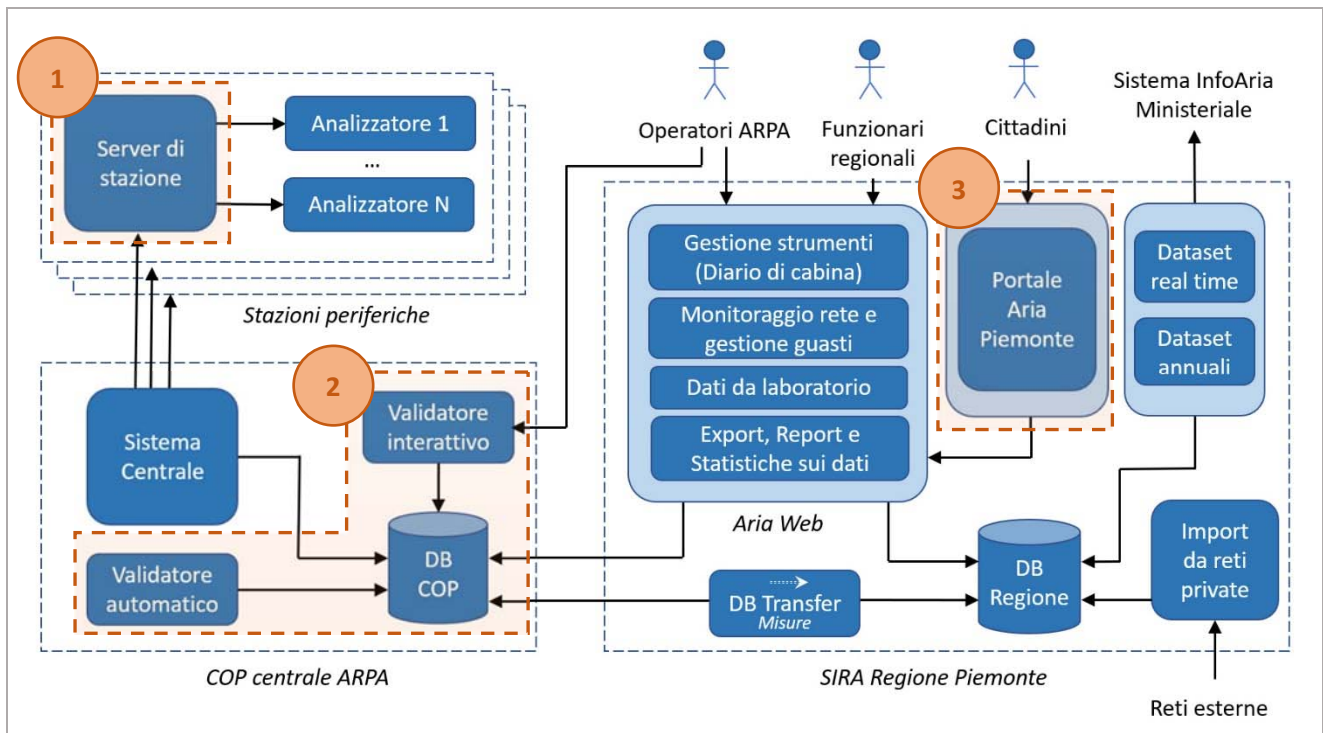 1
Server di
stazione
Analizzatore 1
...
Analizzatore N
Stazioni periferiche
Operatori ARPA
Funzionari
regionali
Cittadini
Sistema InfoAria
Ministeriale
Gestione strumenti
(Diario di cabina)
Monitoraggio rete e
gestione guasti
Dati da laboratorio
Export, Report e
Statistiche sui dati
Aria Web
3
Portale
Aria
Piemonte
Dataset
real time
Dataset
annuali
2
Sistema
Centrale
Validatore
interattivo
Validatore
automatico
DB
COP
COP centrale ARPA
DB Transfer
Misure
DB
Regione
Import
da reti
private
SIRA Regione Piemonte
Reti esterne